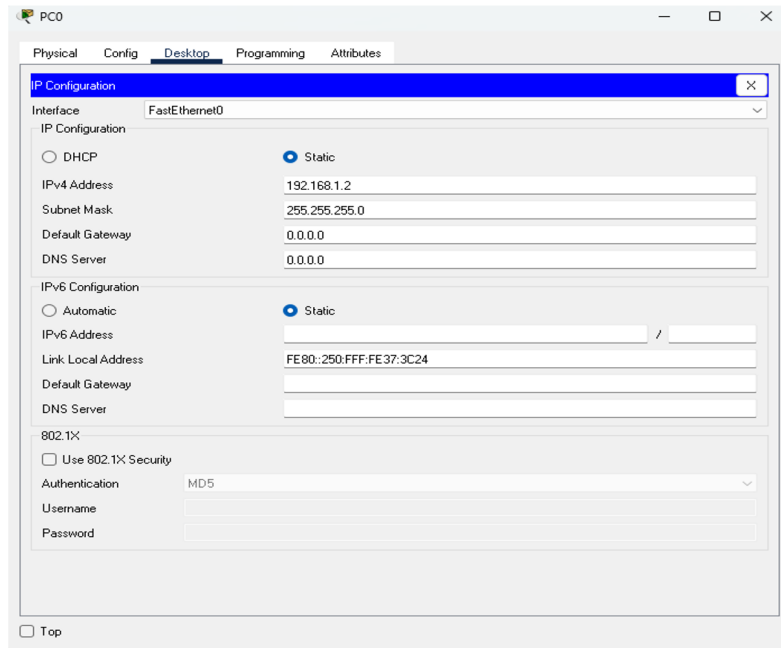 PC0
Physical Config Desktop Programming Attributes
IP Configuration X
Interface FastEthernet0
IP Configuration
DHCP Static
IPv4 Address 192.168.1.2
Subnet Mask 255.255.255.0
Default Gateway 0.0.0.0
DNS Server 0.0.0.0
IPv6 Configuration
Automatic Static
IPv6 Address /
Link Local Address FE80::250:FFF:FE37:3C24
Default Gateway
DNS Server
802.1X
Use 802.1X Security
Authentication MD5
Username
Password
Top